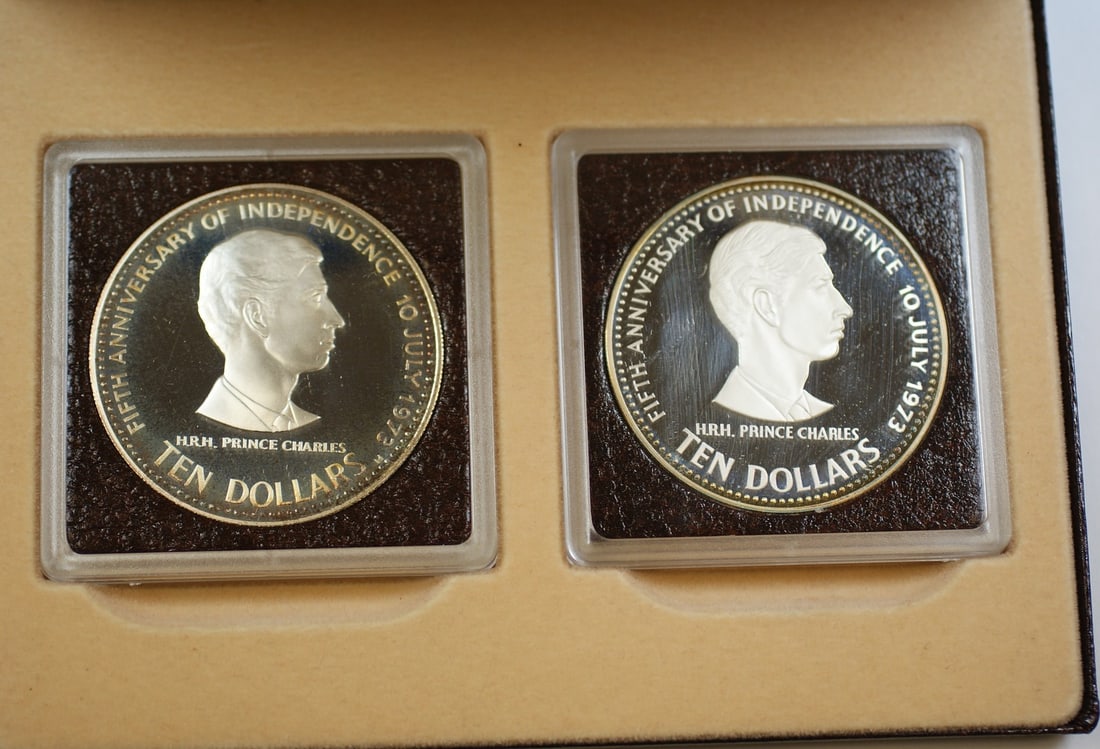 FIFTH ANNIVERSARY OF INDEPENDENCE 10 JULY 1973
H.R.H. PRINCE CHARLES
TEN DOLLARS
FIFTH ANNIVERSARY OF INDEPENDENCE 10 JULY 1973
H.R.H. PRINCE CHARLES
TEN DOLLARS